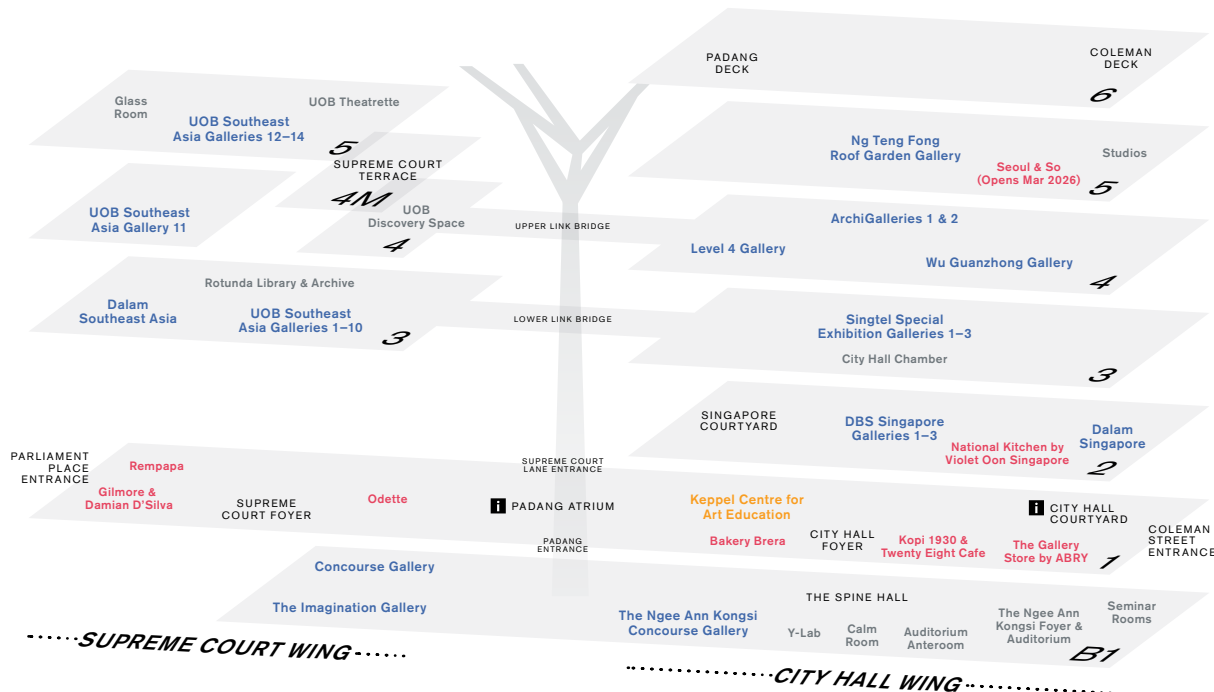 PADANG
DECK
COLEMAN
DECK
6
Glass
Room
UOB Theatrette
UOB Southeast
Asia Galleries 12–14
5
Ng Teng Fong
Roof Garden Gallery
Seoul & So
(Opens Mar 2026)
Studios
5
SUPREME COURT
TERRACE
4M
UOB Southeast
Asia Gallery 11
UOB
Discovery Space
4
UPPER LINK BRIDGE
ArchiGalleries 1 & 2
Level 4 Gallery
Wu Guanzhong Gallery
4
Rotunda Library & Archive
Dalam
Southeast Asia
UOB Southeast
Asia Galleries 1–10
3
LOWER LINK BRIDGE
Singtel Special
Exhibition Galleries 1–3
City Hall Chamber
3
SINGAPORE
COURTYARD
DBS Singapore
Galleries 1–3
National Kitchen by
Violet Oon Singapore
Dalam
Singapore
2
PARLIAMENT
PLACE
ENTRANCE
Rempapa
Gilmore &
Damian D'Silva
SUPREME
COURT FOYER
Odette
SUPREME COURT
LANE ENTRANCE
i PADANG ATRIUM
PADANG
ENTRANCE
Keppel Centre for
Art Education
Bakery Brera
CITY HALL
FOYER
Kopi 1930 &
Twenty Eight Cafe
i CITY HALL
COURTYARD
The Gallery
Store by ABRY
COLEMAN
STREET
ENTRANCE
1
Concourse Gallery
The Imagination Gallery
The Ngee Ann Kongsi
Concourse Gallery
THE SPINE HALL
Y-Lab
Calm
Room
Auditorium
Anteroom
The Ngee Ann
Kongsi Foyer &
Auditorium
Seminar
Rooms
B1
SUPREME COURT WING
CITY HALL WING